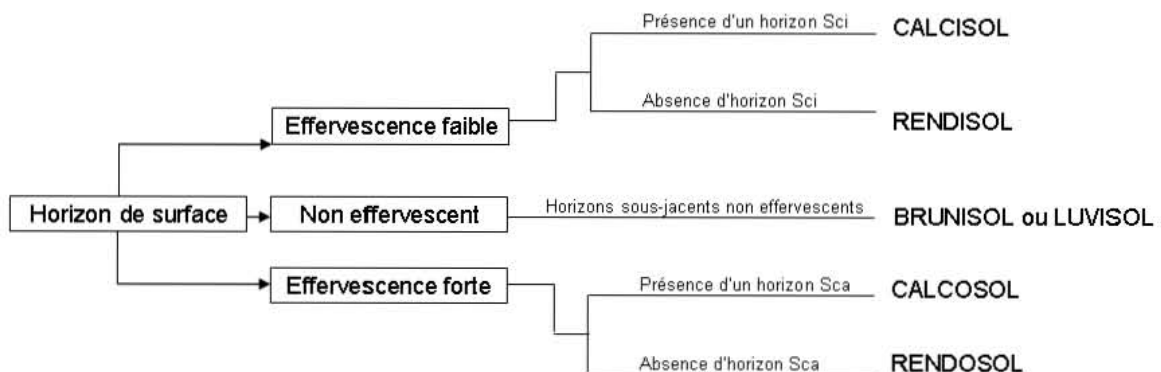 Présence d'un horizon Sci
CALCISOL
Absence d'horizon Sci
RENDISOL
Effervescence faible
Horizon de surface
Non effervescent
Horizons sous-jacents non effervescents
BRUNISOL ou LUVISOL
Effervescence forte
Présence d'un horizon Sca
CALCOSOL
Absence d'horizon Sca
RENDOSOL